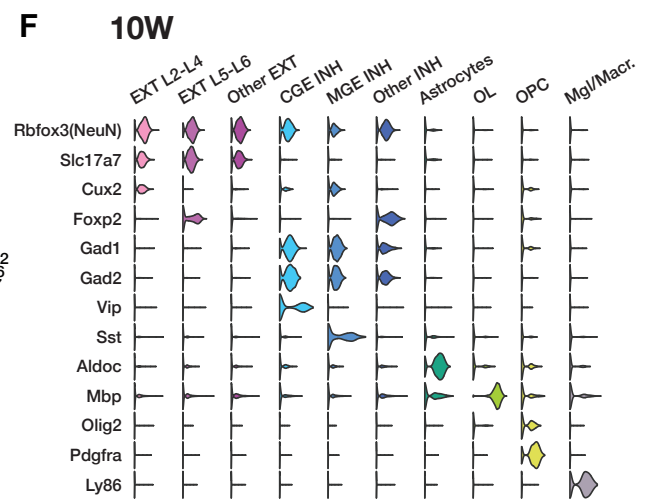 F
10W
EXT L2-L4
EXT L5-L6
Other EXT
CGE INH
MGE INH
Other INH
Astrocytes
OL
OPC
Mgl/Macr.
Rbfox3(NeuN)
Slc17a7
Cux2
Foxp2
Gad1
Gad2
Vip
Sst
Aldoc
Mbp
Olig2
Pdgfra
Ly86
2